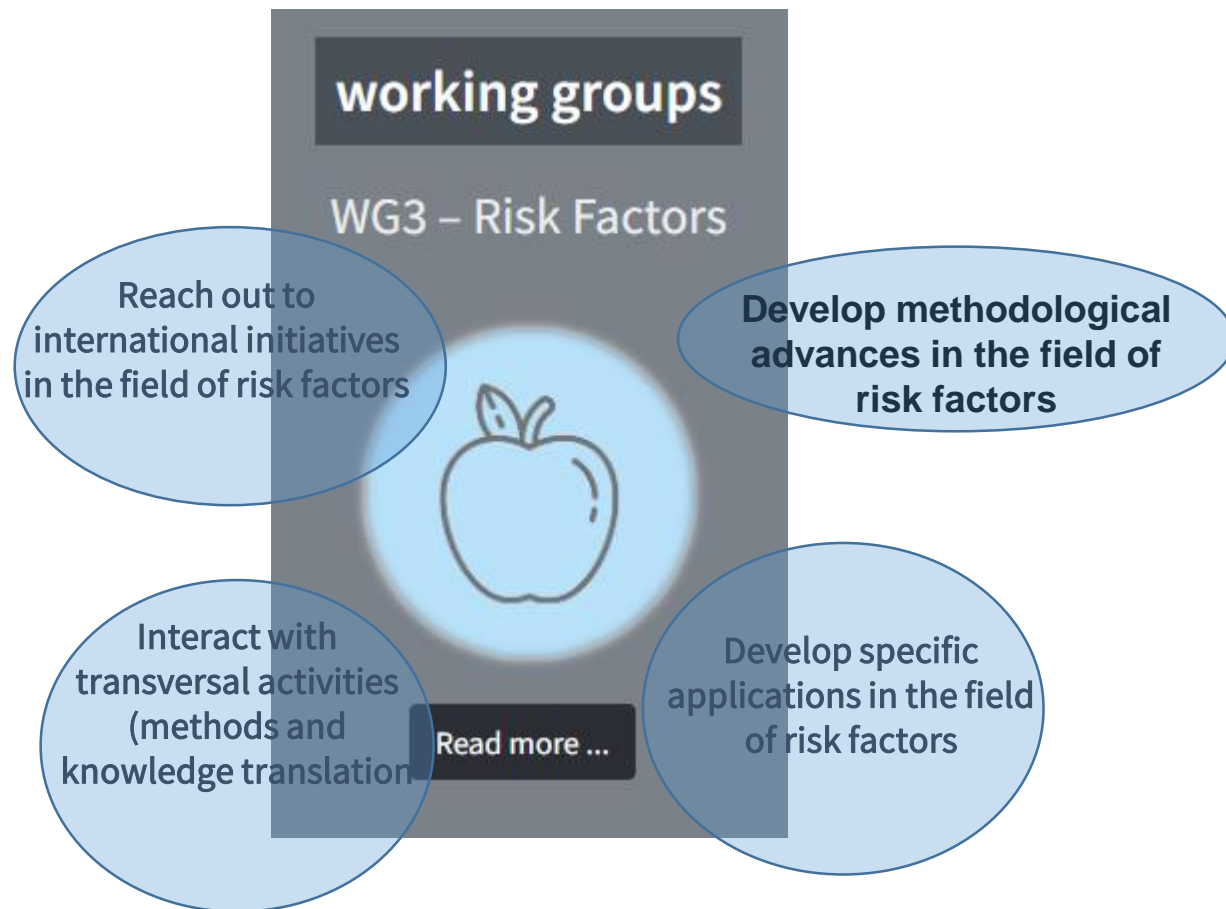 working groups
WG3 – Risk Factors
Reach out to
international initiatives
in the field of risk factors
Develop methodological
advances in the field of
risk factors
Interact with
transversal activities
(methods and
knowledge translation
Read more ...
Develop specific
applications in the field
of risk factors